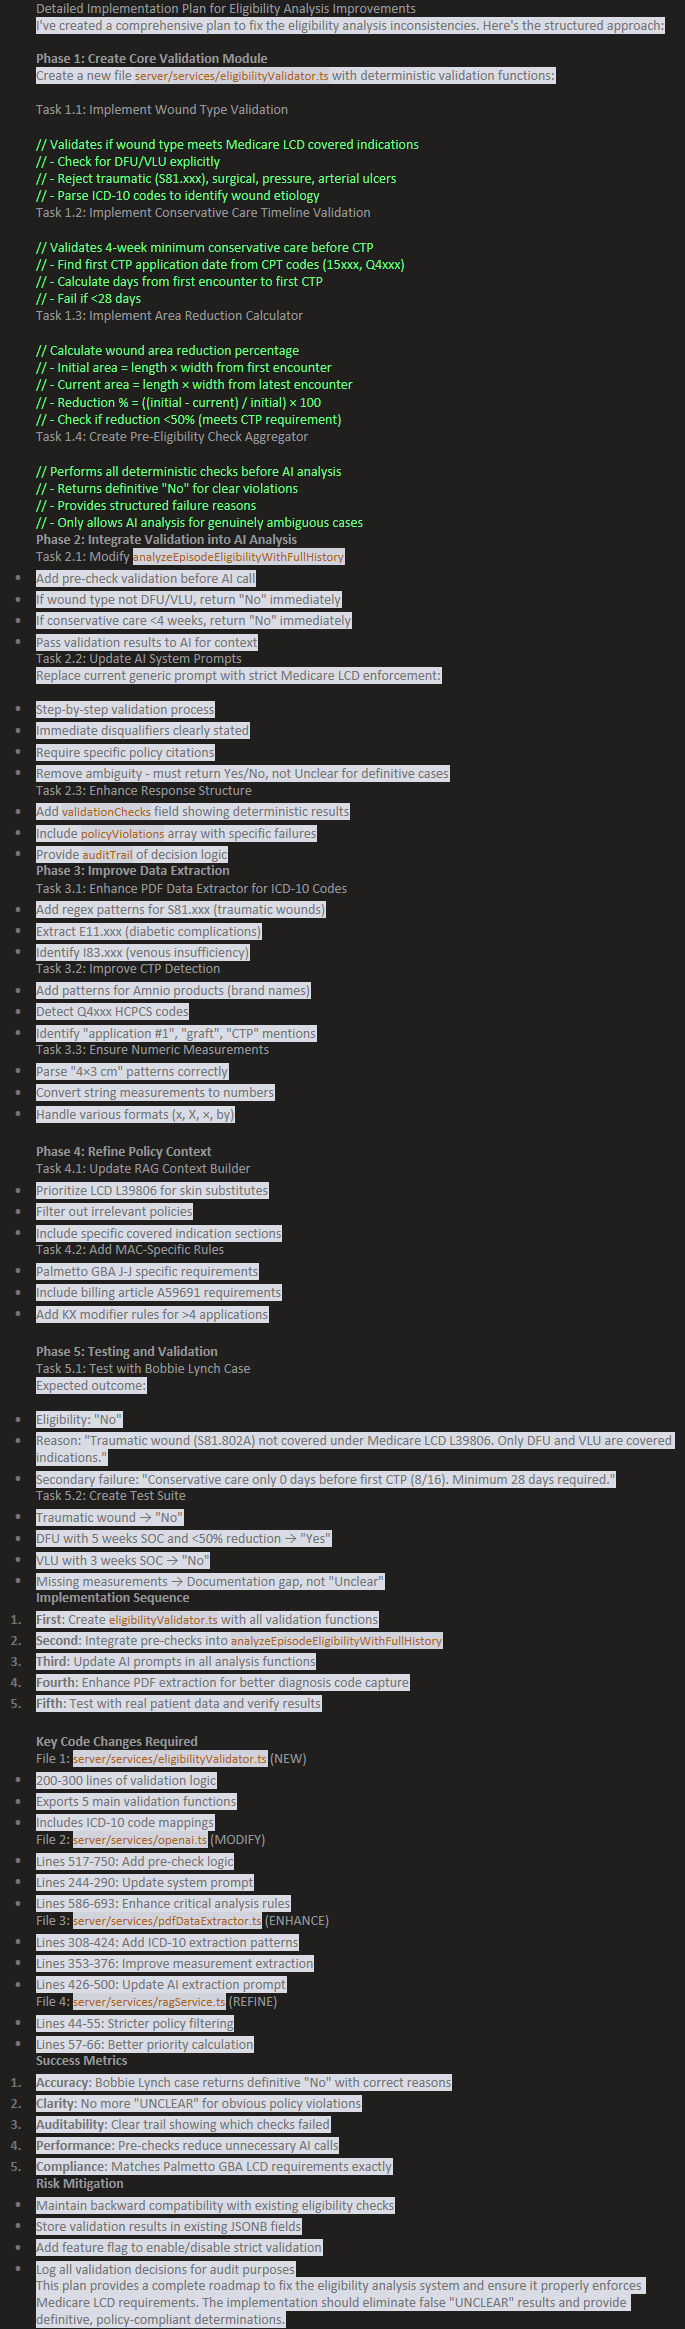 Detailed Implementation Plan for Eligibility Analysis Improvements
I've created a comprehensive plan to fix the eligibility analysis inconsistencies. Here's the structured approach:
Phase 1: Create Core Validation Module
Create a new file server/services/eligibilityValidator.ts with deterministic validation functions:
Task 1.1: Implement Wound Type Validation
// Validates if wound type meets Medicare LCD covered indications
// - Check for DFU/VLU explicitly
// - Reject traumatic (S81.xxx), surgical, pressure, arterial ulcers
// - Parse ICD-10 codes to identify wound etiology
Task 1.2: Implement Conservative Care Timeline Validation
// Validates 4-week minimum conservative care before CTP
// - Find first CTP application date from CPT codes (15xxx, Q4xxx)
// - Calculate days from first encounter to first CTP
// - Fail if <28 days
Task 1.3: Implement Area Reduction Calculator
// Calculate wound area reduction percentage
// - Initial area = length × width from first encounter
// - Current area = length × width from latest encounter
// - Reduction % = ((initial - current) / initial) × 100
// - Check if reduction <50% (meets CTP requirement)
Task 1.4: Create Pre-Eligibility Check Aggregator
// Performs all deterministic checks before AI analysis
// - Returns definitive "No" for clear violations
// - Provides structured failure reasons
// - Only allows AI analysis for genuinely ambiguous cases
Phase 2: Integrate Validation into AI Analysis
Task 2.1: Modify analyzeEpisodeEligibilityWithFullHistory
• Add pre-check validation before AI call
• If wound type not DFU/VLU, return "No" immediately
• If conservative care <4 weeks, return "No" immediately
• Pass validation results to AI for context
Task 2.2: Update AI System Prompts
Replace current generic prompt with strict Medicare LCD enforcement:
• Step-by-step validation process
• Immediate disqualifiers clearly stated
• Require specific policy citations
• Remove ambiguity - must return Yes/No, not Unclear for definitive cases
Task 2.3: Enhance Response Structure
• Add validationChecks field showing deterministic results
• Include policyViolations array with specific failures
• Provide auditTrail of decision logic
Phase 3: Improve Data Extraction
Task 3.1: Enhance PDF Data Extractor for ICD-10 Codes
• Add regex patterns for S81.xxx (traumatic wounds)
• Extract E11.xxx (diabetic complications)
• Identify I83.xxx (venous insufficiency)
Task 3.2: Improve CTP Detection
• Add patterns for Amnio products (brand names)
• Detect Q4xxx HCPCS codes
• Identify "application #1", "graft", "CTP" mentions
Task 3.3: Ensure Numeric Measurements
• Parse "4×3 cm" patterns correctly
• Convert string measurements to numbers
• Handle various formats (x, X, ×, by)
Phase 4: Refine Policy Context
Task 4.1: Update RAG Context Builder
• Prioritize LCD L39806 for skin substitutes
• Filter out irrelevant policies
• Include specific covered indication sections
Task 4.2: Add MAC-Specific Rules
• Palmetto GBA J-J specific requirements
• Include billing article A59691 requirements
• Add KX modifier rules for >4 applications
Phase 5: Testing and Validation
Task 5.1: Test with Bobbie Lynch Case
Expected outcome:
• Eligibility: "No"
• Reason: "Traumatic wound (S81.802A) not covered under Medicare LCD L39806. Only DFU and VLU are covered
indications."
• Secondary failure: "Conservative care only 0 days before first CTP (8/16). Minimum 28 days required."
Task 5.2: Create Test Suite
• Traumatic wound → "No"
• DFU with 5 weeks SOC and <50% reduction → "Yes"
• VLU with 3 weeks SOC → "No"
• Missing measurements → Documentation gap, not "Unclear"
Implementation Sequence
1. First: Create eligibilityValidator.ts with all validation functions
2. Second: Integrate pre-checks into analyzeEpisodeEligibilityWithFullHistory
3. Third: Update AI prompts in all analysis functions
4. Fourth: Enhance PDF extraction for better diagnosis code capture
5. Fifth: Test with real patient data and verify results
Key Code Changes Required
File 1: server/services/eligibilityValidator.ts (NEW)
• 200-300 lines of validation logic
• Exports 5 main validation functions
• Includes ICD-10 code mappings
File 2: server/services/openai.ts (MODIFY)
• Lines 517-750: Add pre-check logic
• Lines 244-290: Update system prompt
• Lines 586-693: Enhance critical analysis rules
File 3: server/services/pdfDataExtractor.ts (ENHANCE)
• Lines 308-424: Add ICD-10 extraction patterns
• Lines 353-376: Improve measurement extraction
• Lines 426-500: Update AI extraction prompt
File 4: server/services/ragService.ts (REFINE)
• Lines 44-55: Stricter policy filtering
• Lines 57-66: Better priority calculation
Success Metrics
1. Accuracy: Bobbie Lynch case returns definitive "No" with correct reasons
2. Clarity: No more "UNCLEAR" for obvious policy violations
3. Auditability: Clear trail showing which checks failed
4. Performance: Pre-checks reduce unnecessary AI calls
5. Compliance: Matches Palmetto GBA LCD requirements exactly
Risk Mitigation
• Maintain backward compatibility with existing eligibility checks
• Store validation results in existing JSONB fields
• Add feature flag to enable/disable strict validation
• Log all validation decisions for audit purposes
This plan provides a complete roadmap to fix the eligibility analysis system and ensure it properly enforces
Medicare LCD requirements. The implementation should eliminate false "UNCLEAR" results and provide
definitive, policy-compliant determinations.